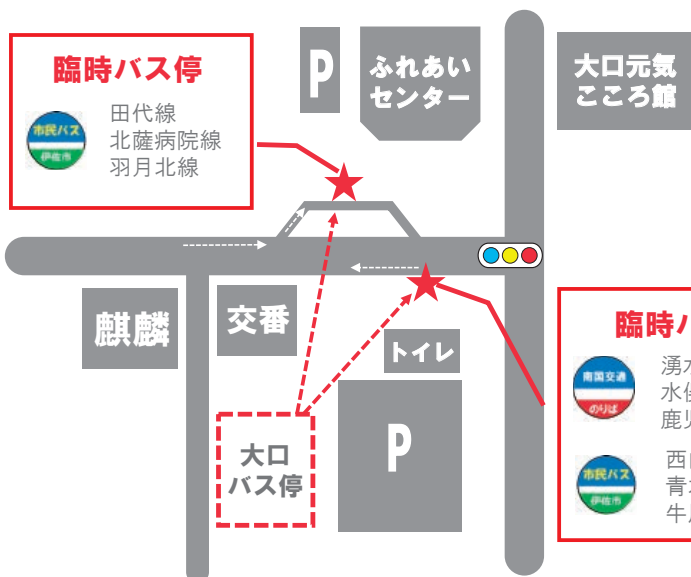 臨時バス停
市民バス
伊佐市
田代線
北薩病院線
羽月北線
P
ふれあい
センター
大口元気
こころ館
麒麟
交番
トイレ
大口
バス停
P
臨時バ
南国交通
のりば
湧水
鹿児
市民バス
伊佐市